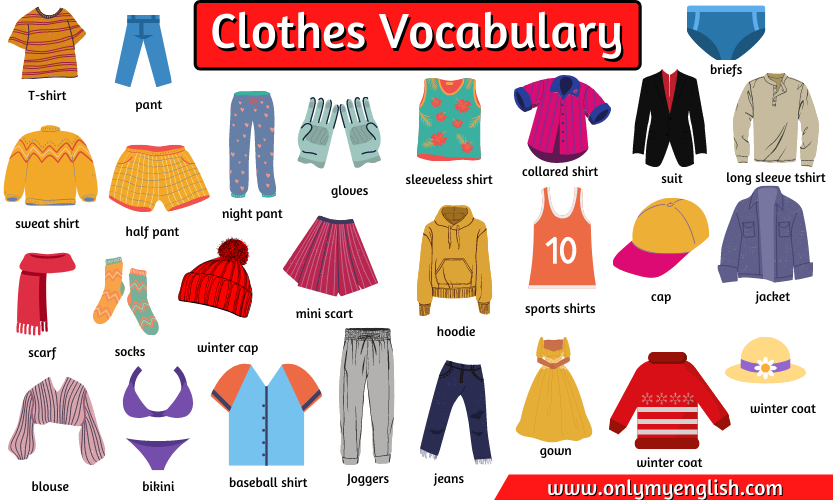 Clothes Vocabulary
briefs
T-shirt
pant
sweat shirt
half pant
night pant
gloves
sleeveless shirt
collared shirt
suit
long sleeve tshirt
scarf
socks
winter cap
mini scart
hoodie
10
sports shirts
cap
jacket
blouse
bikini
baseball shirt
Joggers
jeans
gown
winter coat
winter coat
www.onlymyenglish.com